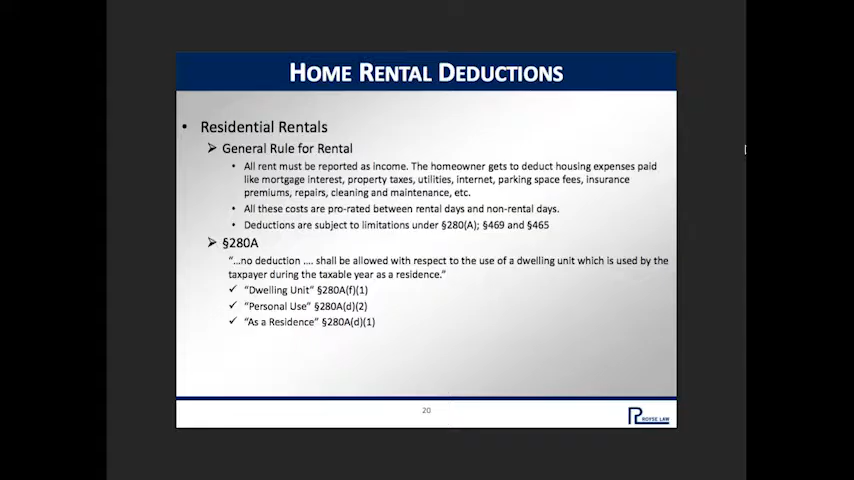 HOME RENTAL DEDUCTIONS
• Residential Rentals
➢ General Rule for Rental
• All rent must be reported as income. The homeowner gets to deduct housing expenses paid
like mortgage interest, property taxes, utilities, internet, parking space fees, insurance
premiums, repairs, cleaning and maintenance, etc.
• All these costs are pro-rated between rental days and non-rental days.
• Deductions are subject to limitations under §280(A); §469 and §465
➢ §280A
“...no deduction .... shall be allowed with respect to the use of a dwelling unit which is used by the
taxpayer during the taxable year as a residence.”
✓ “Dwelling Unit” §280A(f)(1)
✓ “Personal Use” §280A(d)(2)
✓ “As a Residence” §280A(d)(1)
20
ROYSE LAW